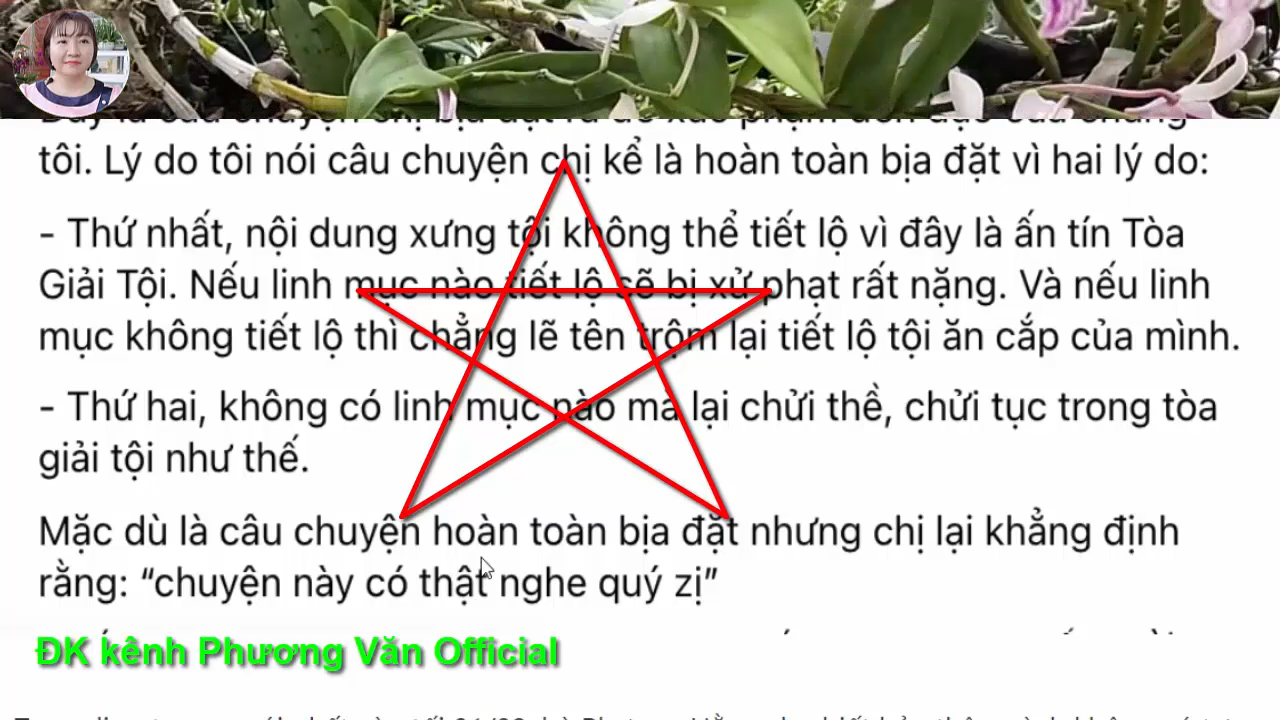 tôi. Lý do tôi nói câu chuyện chị kể là hoàn toàn bịa đặt vì hai lý do:
- Thứ nhất, nội dung xưng tội không thể tiết lộ vì đây là ấn tín Tòa
Giải Tội. Nếu linh mục nào tiết lộ sẽ bị xử phạt rất nặng. Và nếu linh
mục không tiết lộ thì chẳng lẽ tên trộm lại tiết lộ tội ăn cắp của mình.
- Thứ hai, không có linh mục nào mà lại chửi thề, chửi tục trong tòa
giải tội như thế.
Mặc dù là câu chuyện hoàn toàn bịa đặt nhưng chị lại khẳng định
rằng: “chuyện này có thật nghe quý zị”
ĐK kênh Phương Văn Official